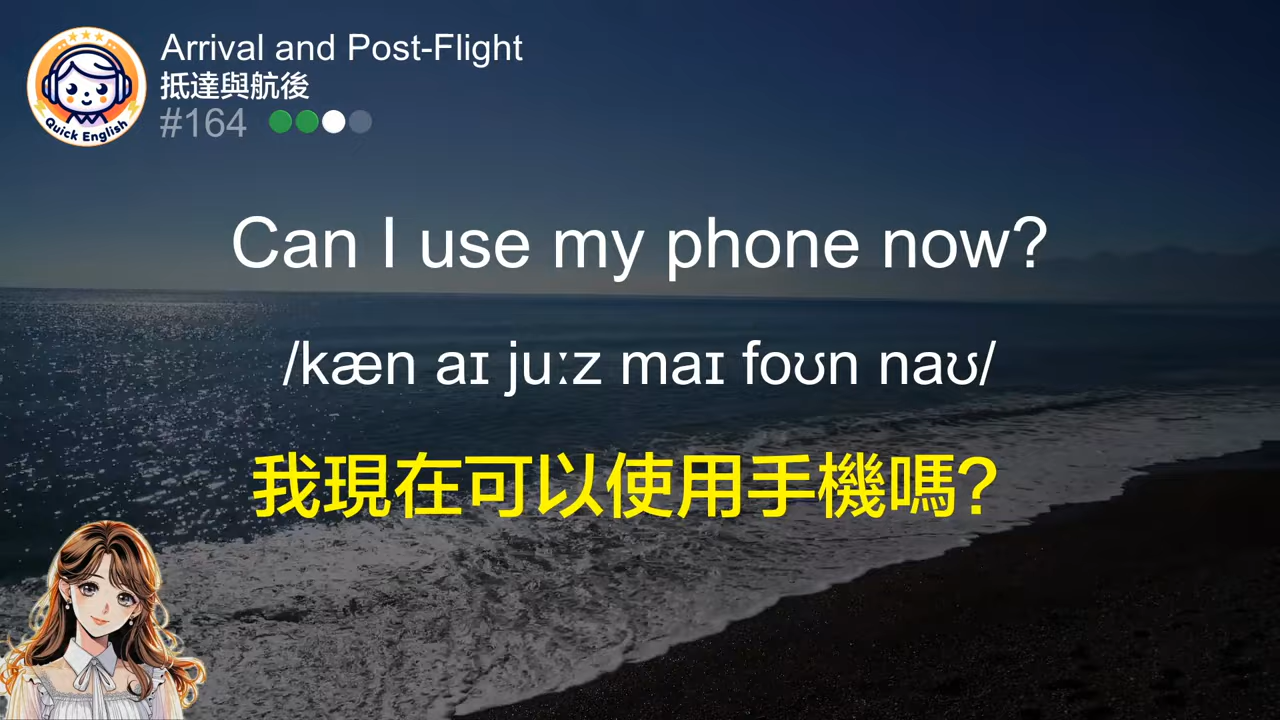 Arrival and Post-Flight
抵達與航後
#164
Quick English
Can I use my phone now?
/kæn aɪ juːz maɪ foʊn naʊ/
我現在可以使用手機嗎?